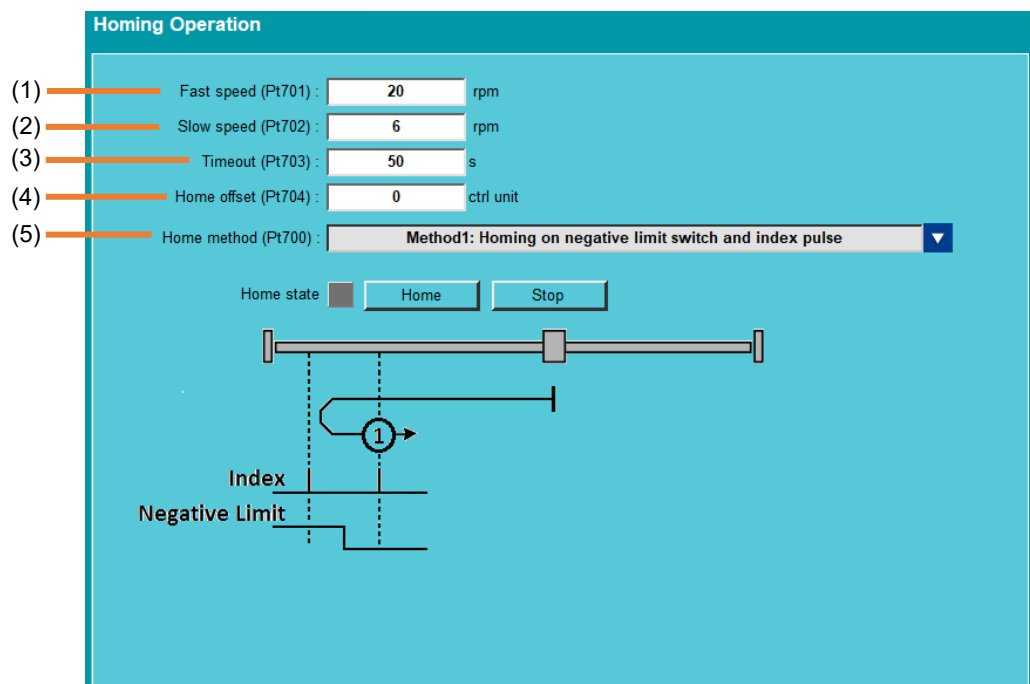 Homing Operation
(1) Fast speed (Pt701) : 20 rpm
(2) Slow speed (Pt702) : 6 rpm
(3) Timeout (Pt703) : 50 s
(4) Home offset (Pt704) : 0 ctrl unit
(5) Home method (Pt700) : Method1: Homing on negative limit switch and index pulse
Home state Home Stop
1
Index
Negative Limit